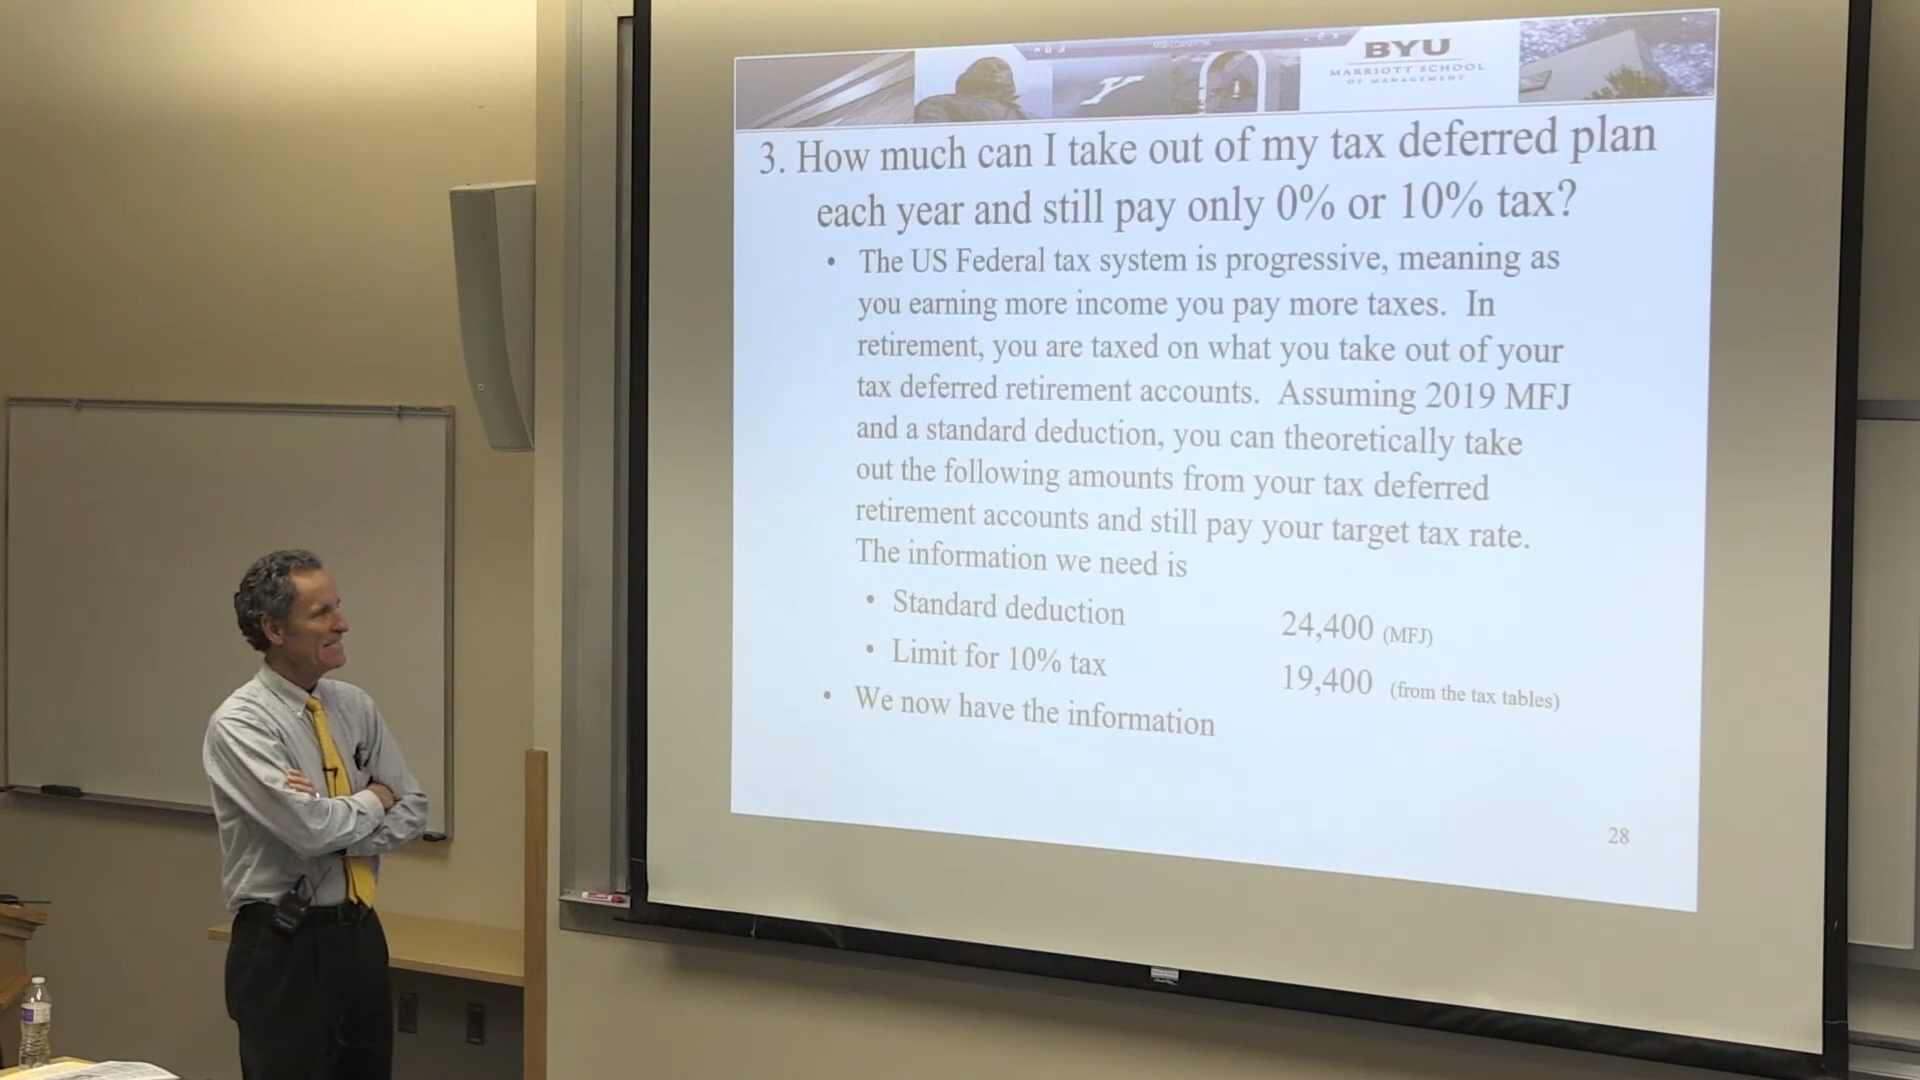 BYU
MARRIOTT SCHOOL
OF MANAGEMENT
3. How much can I take out of my tax deferred plan
each year and still pay only 0% or 10% tax?
• The US Federal tax system is progressive, meaning as
you earning more income you pay more taxes. In
retirement, you are taxed on what you take out of your
tax deferred retirement accounts. Assuming 2019 MFJ
and a standard deduction, you can theoretically take
out the following amounts from your tax deferred
retirement accounts and still pay your target tax rate.
The information we need is
• Standard deduction 24,400 (MFJ)
• Limit for 10% tax 19,400 (from the tax tables)
• We now have the information
28